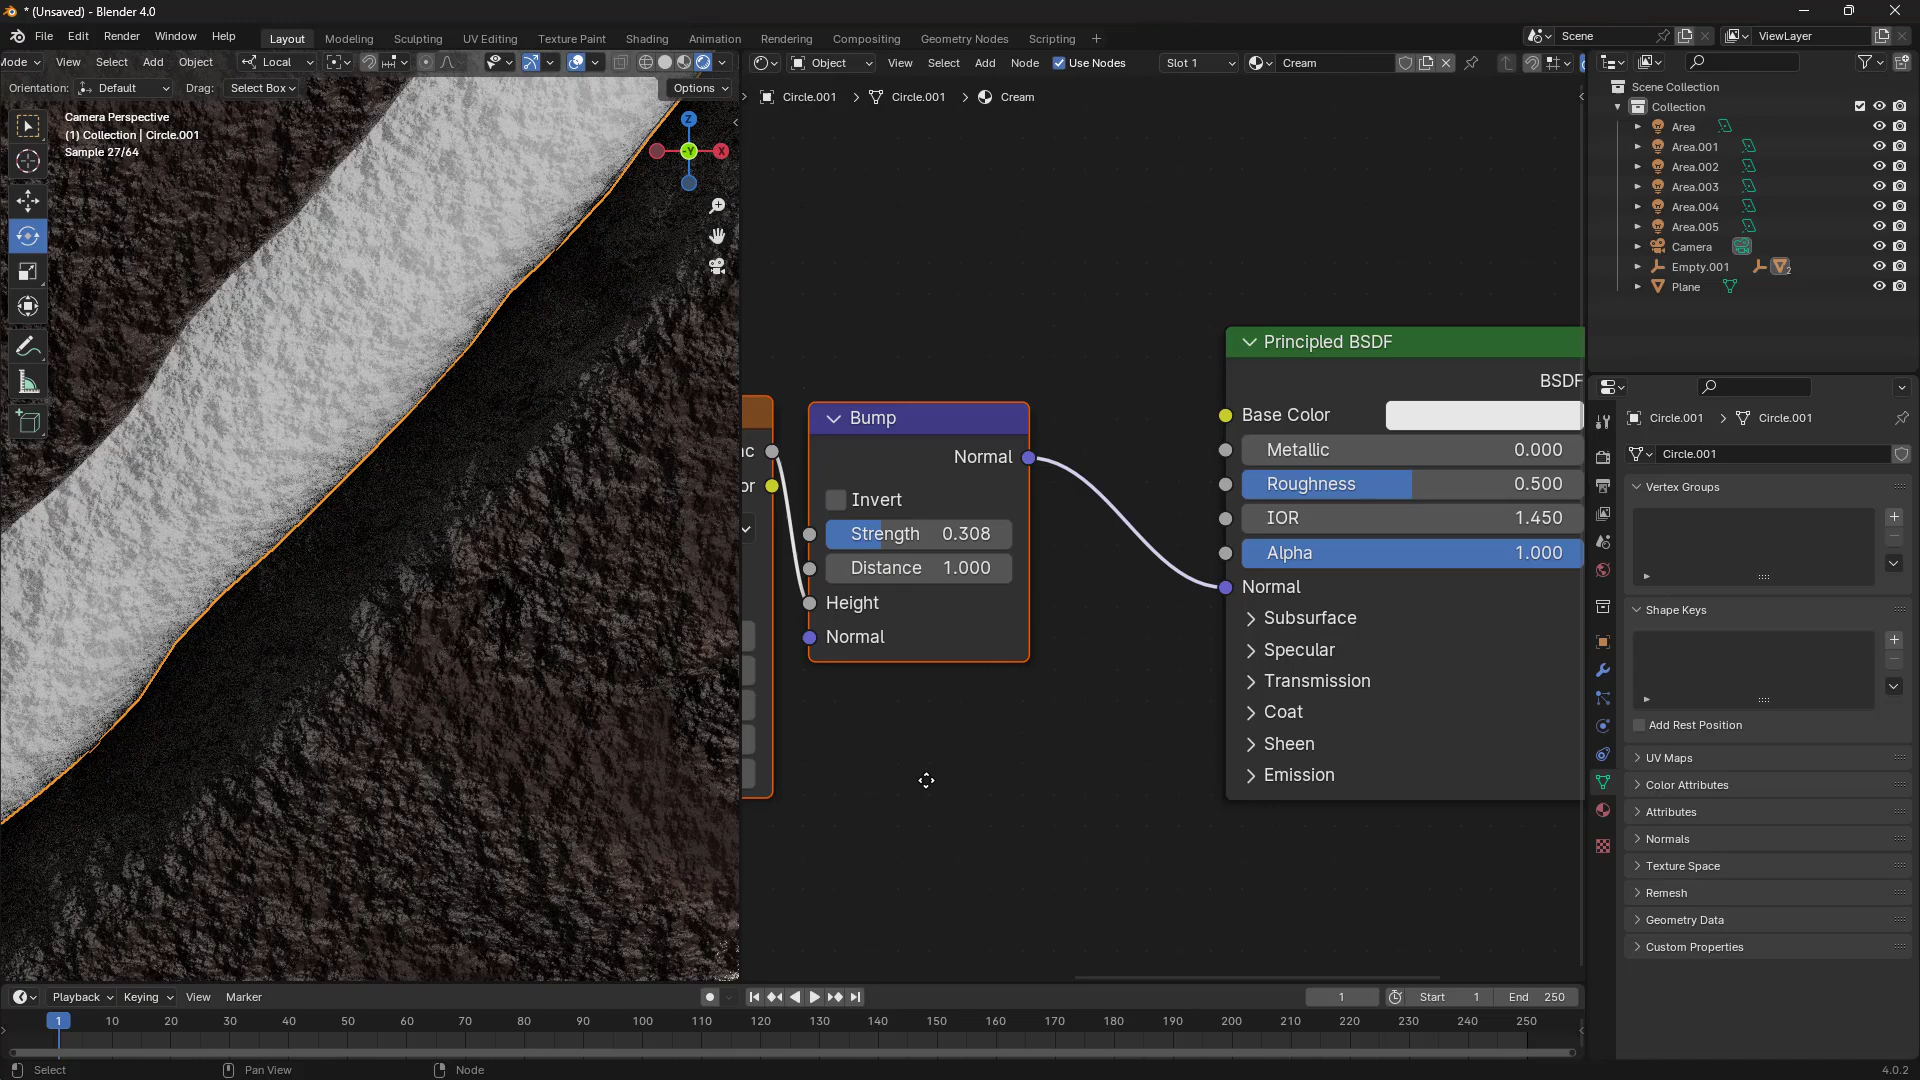 * (Unsaved) - Blender 4.0
File Edit Render Window Help
Layout Modeling Sculpting UV Editing Texture Paint Shading Animation Rendering Compositing Geometry Nodes Scripting +
Scene
ViewLayer
Mode View Select Add Object Local
Object View Select Add Node Use Nodes Slot 1 Cream
Orientation: Default Drag: Select Box Options
Circle.001 > Circle.001 > Cream
Camera Perspective
(1) Collection | Circle.001
Sample 27/64
Z
-Y
X
Bump
Normal
Invert
Strength 0.308
Distance 1.000
Height
Normal
Principled BSDF
BSDF
Base Color
Metallic 0.000
Roughness 0.500
IOR 1.450
Alpha 1.000
Normal
Subsurface
Specular
Transmission
Coat
Sheen
Emission
Scene Collection
Collection
Area
Area.001
Area.002
Area.003
Area.004
Area.005
Camera
Empty.001 2
Plane
Circle.001 > Circle.001
Circle.001
Vertex Groups
Shape Keys
Add Rest Position
UV Maps
Color Attributes
Attributes
Normals
Texture Space
Remesh
Geometry Data
Custom Properties
Playback Keying View Marker
1 Start 1 End 250
1 10 20 30 40 50 60 70 80 90 100 110 120 130 140 150 160 170 180 190 200 210 220 230 240 250
Select Pan View Node 4.0.2